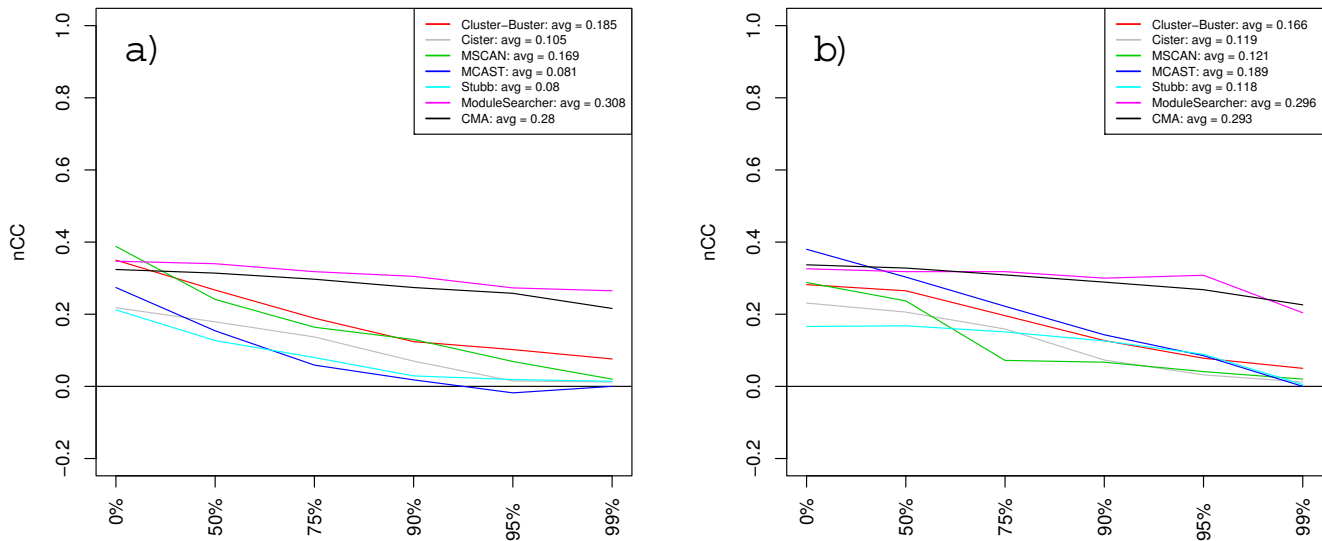 a)
Cluster−Buster: avg = 0.185
Cister: avg = 0.105
MSCAN: avg = 0.169
MCAST: avg = 0.081
Stubb: avg = 0.08
ModuleSearcher: avg = 0.308
CMA: avg = 0.28
nCC
1.0
0.8
0.6
0.4
0.2
0.0
−0.2
0%
50%
75%
90%
95%
99%
b)
Cluster−Buster: avg = 0.166
Cister: avg = 0.119
MSCAN: avg = 0.121
MCAST: avg = 0.189
Stubb: avg = 0.118
ModuleSearcher: avg = 0.296
CMA: avg = 0.293
nCC
1.0
0.8
0.6
0.4
0.2
0.0
−0.2
0%
50%
75%
90%
95%
99%